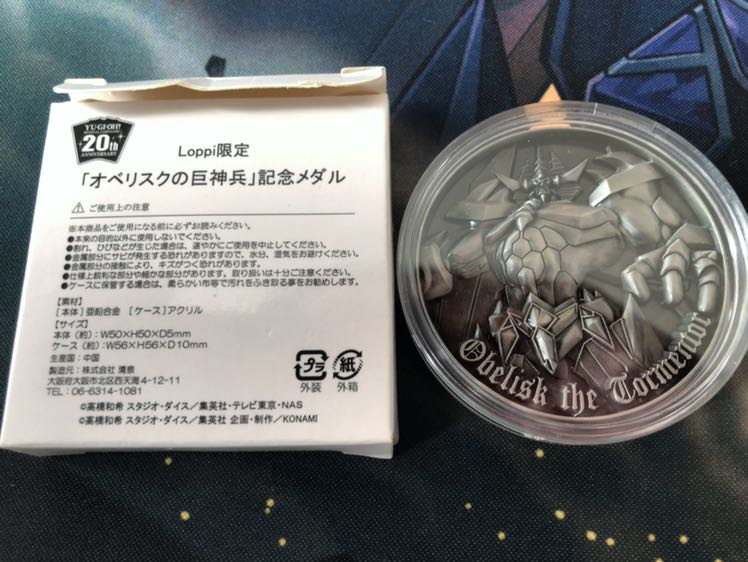 YU-GI-OH!
20th
ANNIVERSARY
Loppi限定
「オベリスクの巨神兵」記念メダル
⚠ ご使用上の注意
※本商品をご使用になる前に必ずお読みください。
●本来の目的以外に使用しないでください。
●割れ、ひびなどが生じた場合は、速やかにご使用を中止してください。
●金属部分にサビが発生する恐れがありますので、水分、湿気をお避けください。
●金属部分の接触により、キズがつく恐れがあります。
●仕様上鋭利な部分や細かな部分があります。取り扱いは十分ご注意ください。
●ケースに保管する場合は、柔らかい布等で汚れをふき取る事をお勧めします。
【素材】
［本体］亜鉛合金　［ケース］アクリル
【サイズ】
本体（約）：W50×H50×D5mm
ケース（約）：W56×H56×D10mm
生産国：中国
製造元：株式会社 清泉
大阪府大阪市北区西天満4-12-11
TEL：06-6314-1081
プラ 紙
外装 外箱
©高橋和希 スタジオ・ダイス／集英社・テレビ東京・NAS
©高橋和希 スタジオ・ダイス／集英社 企画・制作／KONAMI
Obelisk the Tormentor